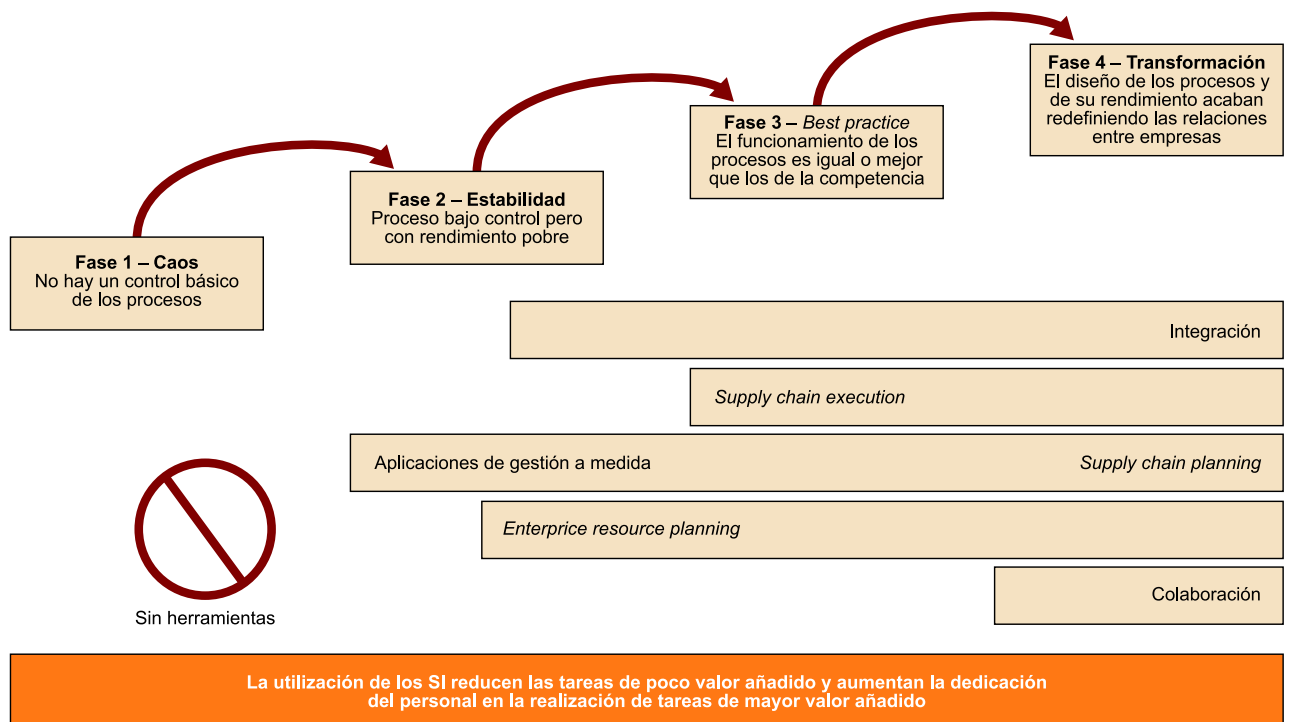 Fase 1 – Caos
No hay un control básico
de los procesos
Fase 2 – Estabilidad
Proceso bajo control pero
con rendimiento pobre
Fase 3 – Best practice
El funcionamiento de los
procesos es igual o mejor
que los de la competencia
Fase 4 – Transformación
El diseño de los procesos y
de su rendimiento acaban
redefiniendo las relaciones
entre empresas
Integración
Supply chain execution
Aplicaciones de gestión a medida
Supply chain planning
Enterprice resource planning
Colaboración
Sin herramientas
La utilización de los SI reducen las tareas de poco valor añadido y aumentan la dedicación
del personal en la realización de tareas de mayor valor añadido